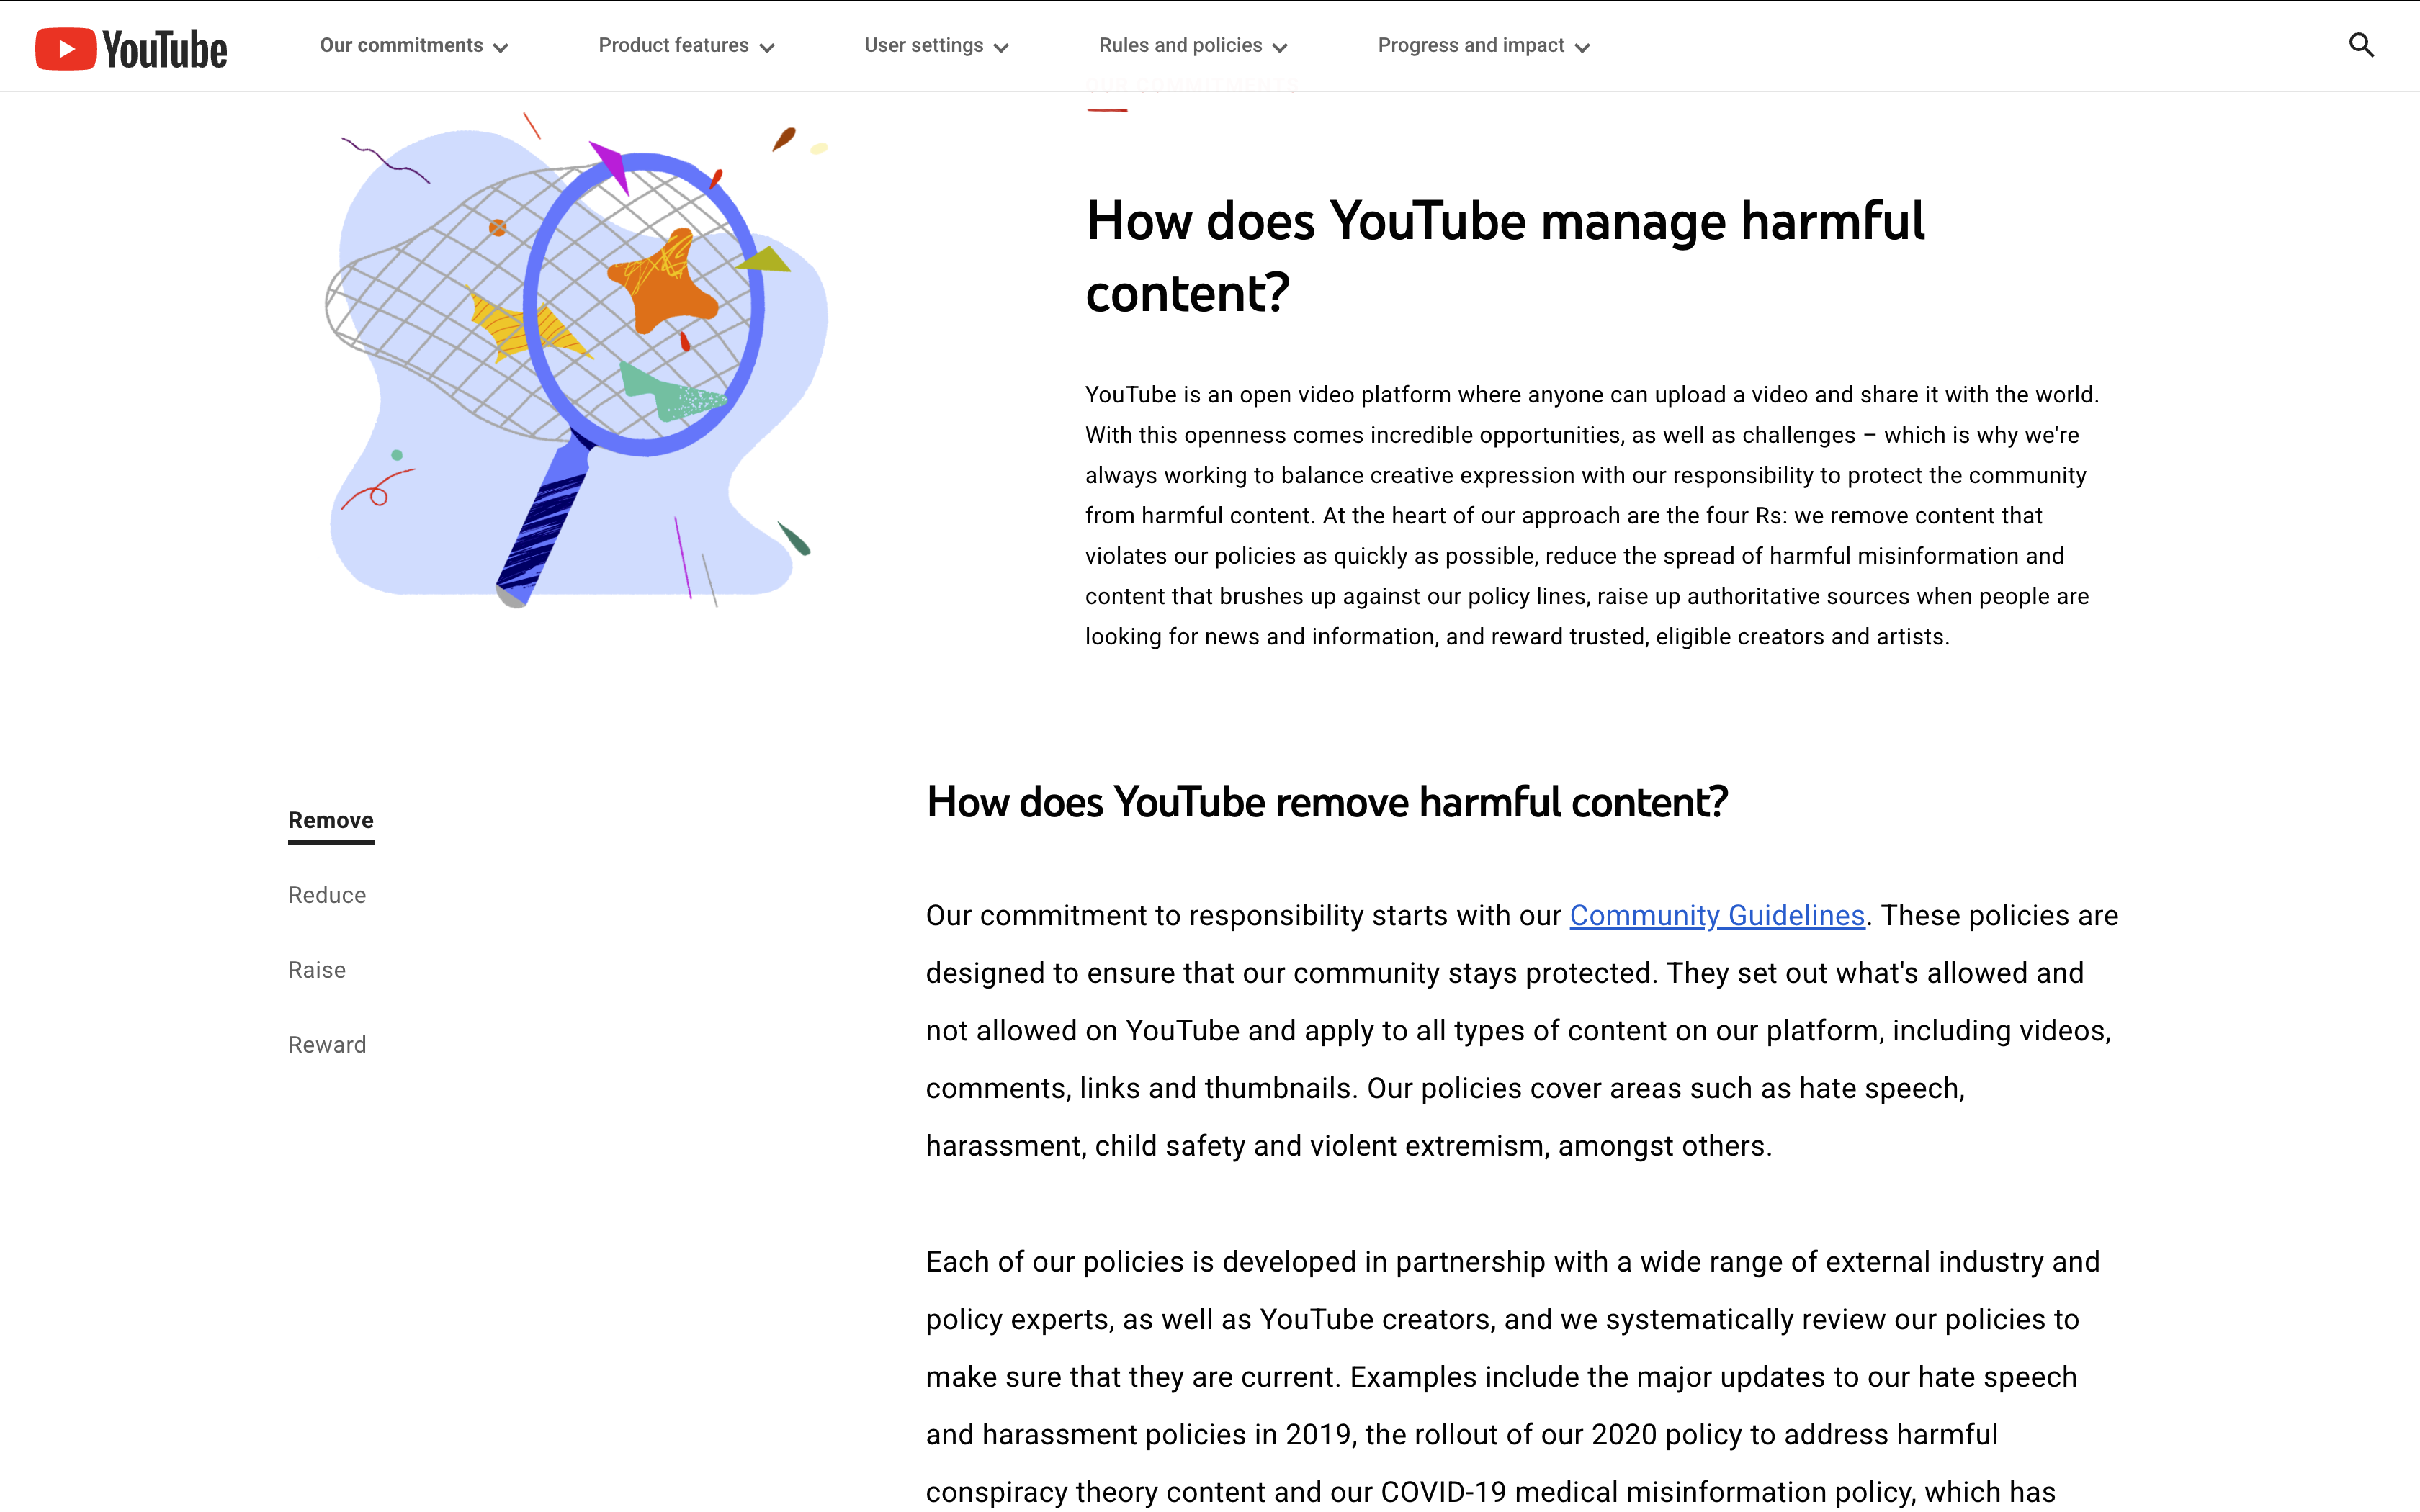 YouTube
Our commitments
Product features
User settings
Rules and policies
Progress and impact
OUR COMMITMENTS
How does YouTube manage harmful
content?
YouTube is an open video platform where anyone can upload a video and share it with the world.
With this openness comes incredible opportunities, as well as challenges – which is why we're
always working to balance creative expression with our responsibility to protect the community
from harmful content. At the heart of our approach are the four Rs: we remove content that
violates our policies as quickly as possible, reduce the spread of harmful misinformation and
content that brushes up against our policy lines, raise up authoritative sources when people are
looking for news and information, and reward trusted, eligible creators and artists.
Remove
Reduce
Raise
Reward
How does YouTube remove harmful content?
Our commitment to responsibility starts with our Community Guidelines. These policies are
designed to ensure that our community stays protected. They set out what's allowed and
not allowed on YouTube and apply to all types of content on our platform, including videos,
comments, links and thumbnails. Our policies cover areas such as hate speech,
harassment, child safety and violent extremism, amongst others.
Each of our policies is developed in partnership with a wide range of external industry and
policy experts, as well as YouTube creators, and we systematically review our policies to
make sure that they are current. Examples include the major updates to our hate speech
and harassment policies in 2019, the rollout of our 2020 policy to address harmful
conspiracy theory content and our COVID-19 medical misinformation policy, which has